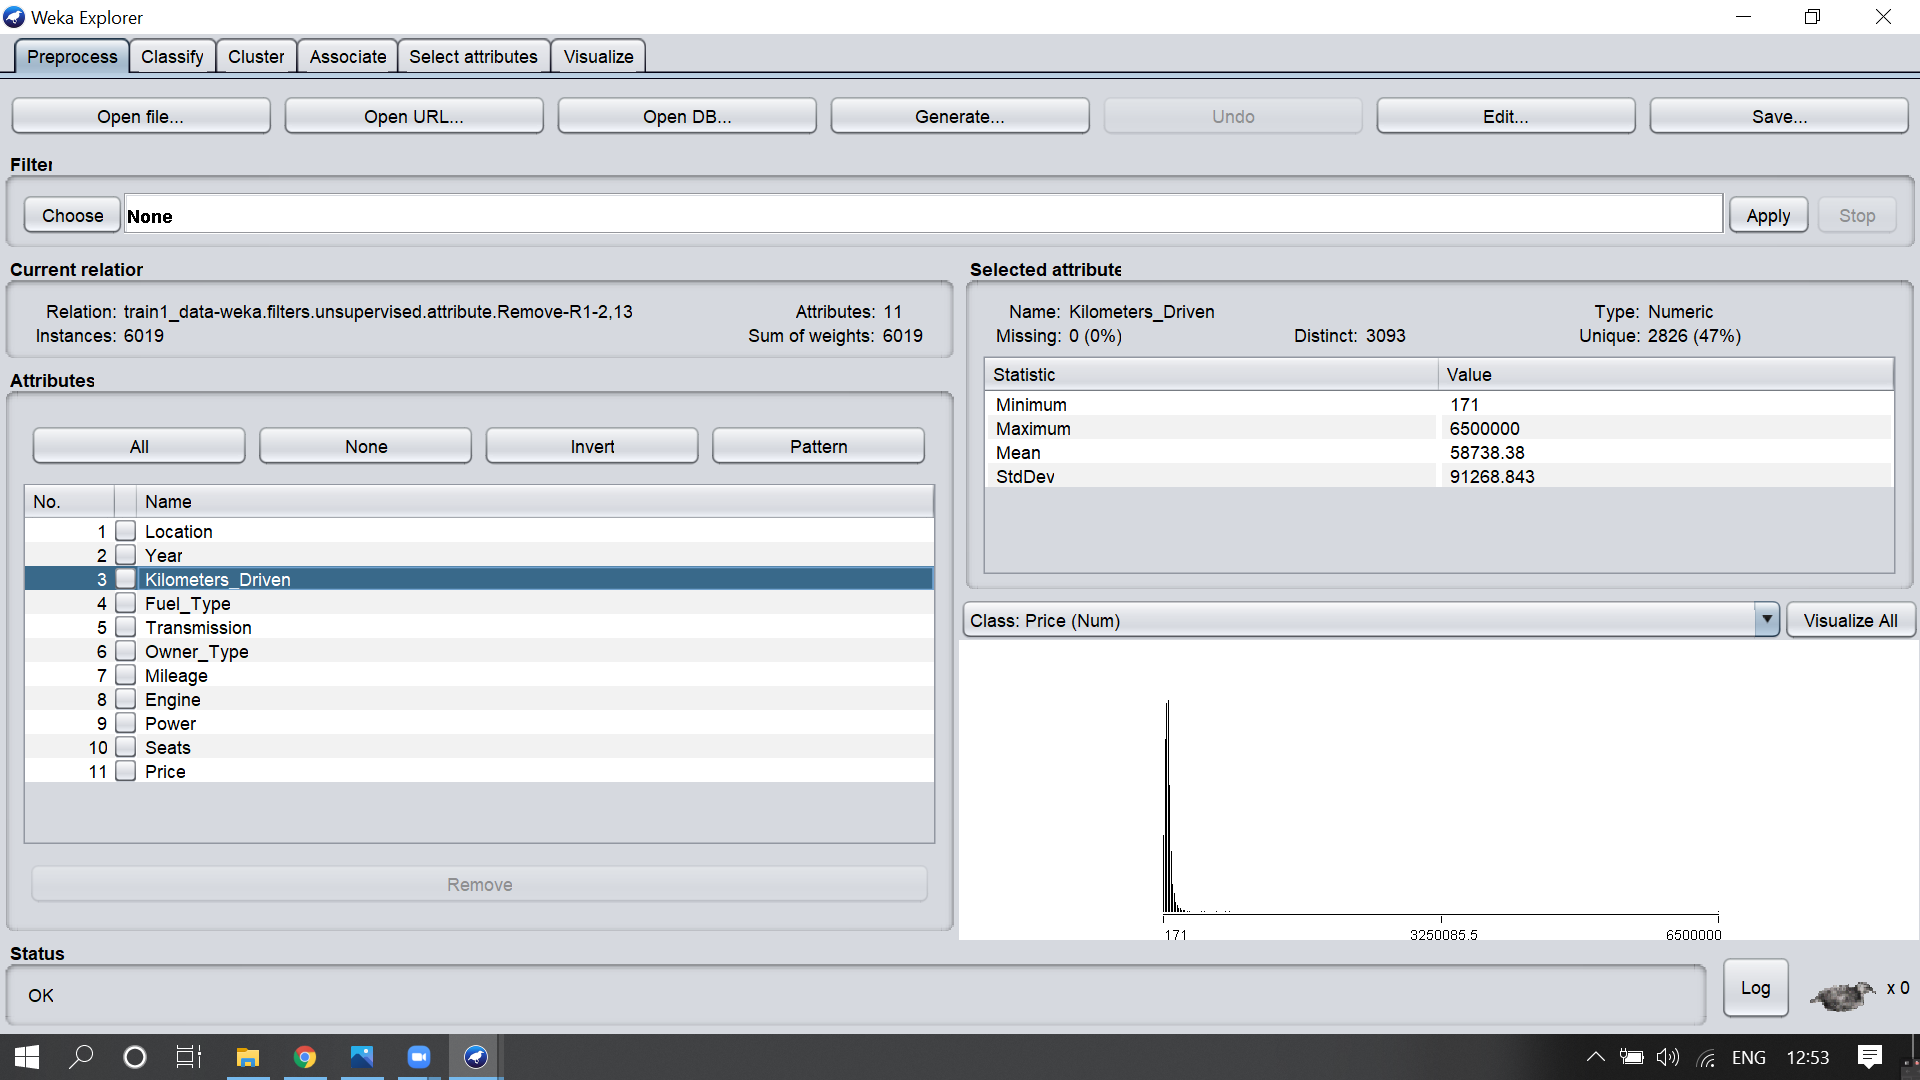 Weka Explorer
Preprocess Classify Cluster Associate Select attributes Visualize
Open file... Open URL... Open DB... Generate... Undo Edit... Save...
Filter
Choose None Apply Stop
Current relation
Relation: train1_data-weka.filters.unsupervised.attribute.Remove-R1-2,13 Attributes: 11
Instances: 6019 Sum of weights: 6019
Attributes
All None Invert Pattern
No. Name
1 Location
2 Year
3 Kilometers_Driven
4 Fuel_Type
5 Transmission
6 Owner_Type
7 Mileage
8 Engine
9 Power
10 Seats
11 Price
Remove
Selected attribute
Name: Kilometers_Driven Type: Numeric
Missing: 0 (0%) Distinct: 3093 Unique: 2826 (47%)
Statistic Value
Minimum 171
Maximum 6500000
Mean 58738.38
StdDev 91268.843
Class: Price (Num) Visualize All
171 3250085.5 6500000
Status
OK
Log x 0
ENG 12:53